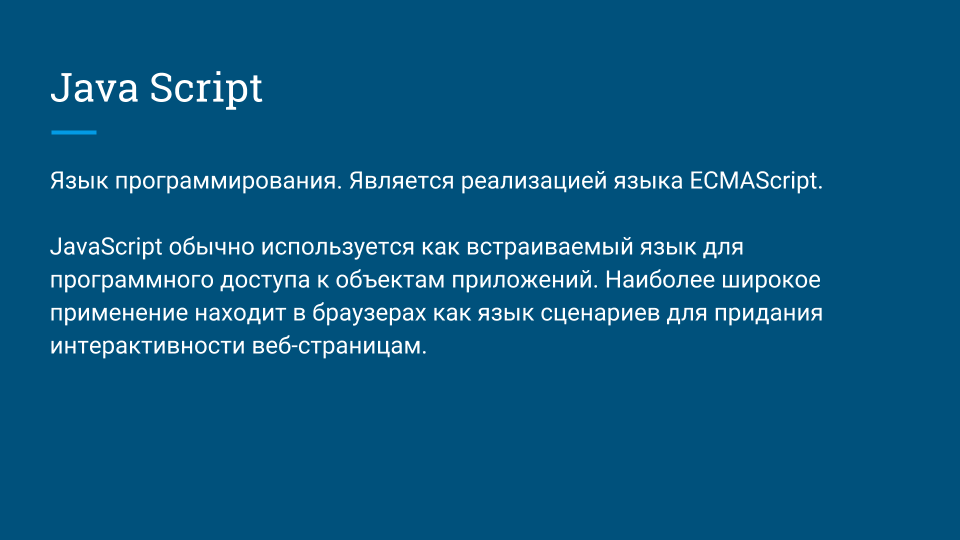 Java Script
Язык программирования. Является реализацией языка ECMAScript.
JavaScript обычно используется как встраиваемый язык для
программного доступа к объектам приложений. Наиболее широкое
применение находит в браузерах как язык сценариев для придания
интерактивности веб-страницам.